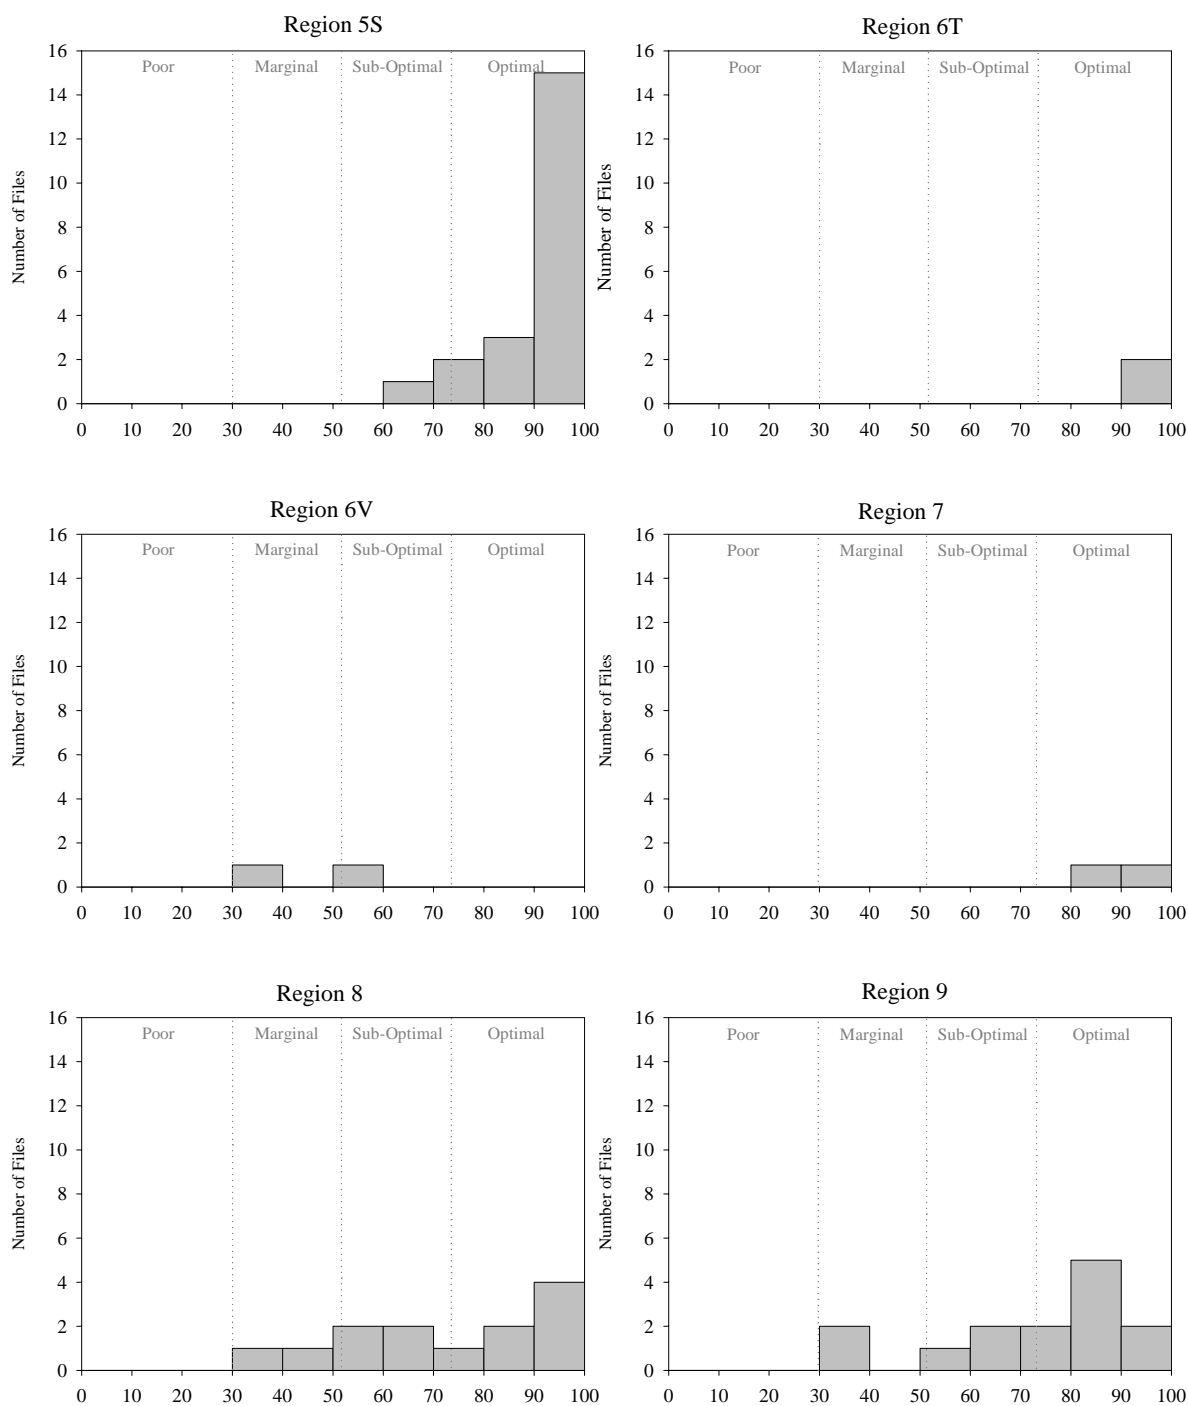 Region 5S
Poor Marginal Sub-Optimal Optimal
Number of Files
16
14
12
10
8
6
4
2
0
0 10 20 30 40 50 60 70 80 90 100
Region 6T
Poor Marginal Sub-Optimal Optimal
Number of Files
16
14
12
10
8
6
4
2
0
0 10 20 30 40 50 60 70 80 90 100
Region 6V
Poor Marginal Sub-Optimal Optimal
Number of Files
16
14
12
10
8
6
4
2
0
0 10 20 30 40 50 60 70 80 90 100
Region 7
Poor Marginal Sub-Optimal Optimal
Number of Files
16
14
12
10
8
6
4
2
0
0 10 20 30 40 50 60 70 80 90 100
Region 8
Poor Marginal Sub-Optimal Optimal
Number of Files
16
14
12
10
8
6
4
2
0
0 10 20 30 40 50 60 70 80 90 100
Region 9
Poor Marginal Sub-Optimal Optimal
Number of Files
16
14
12
10
8
6
4
2
0
0 10 20 30 40 50 60 70 80 90 100